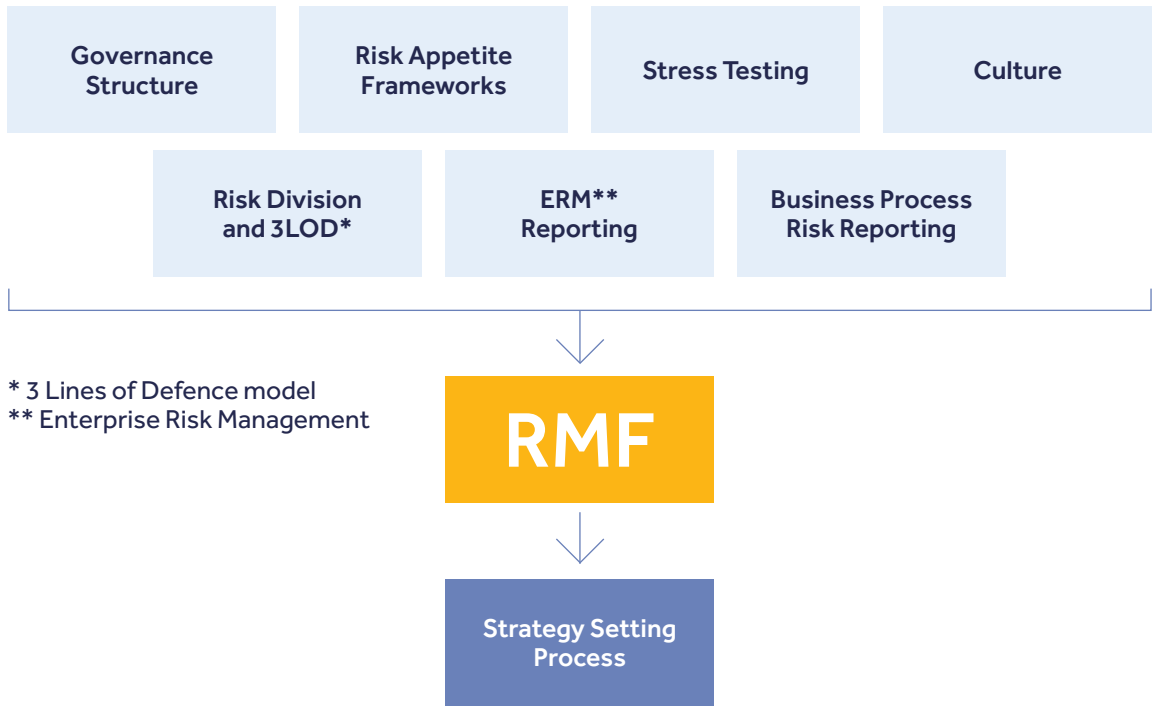 Governance
Structure
Risk Appetite
Frameworks
Stress Testing
Culture
Risk Division
and 3LOD*
ERM**
Reporting
Business Process
Risk Reporting
* 3 Lines of Defence model
** Enterprise Risk Management
RMF
Strategy Setting
Process